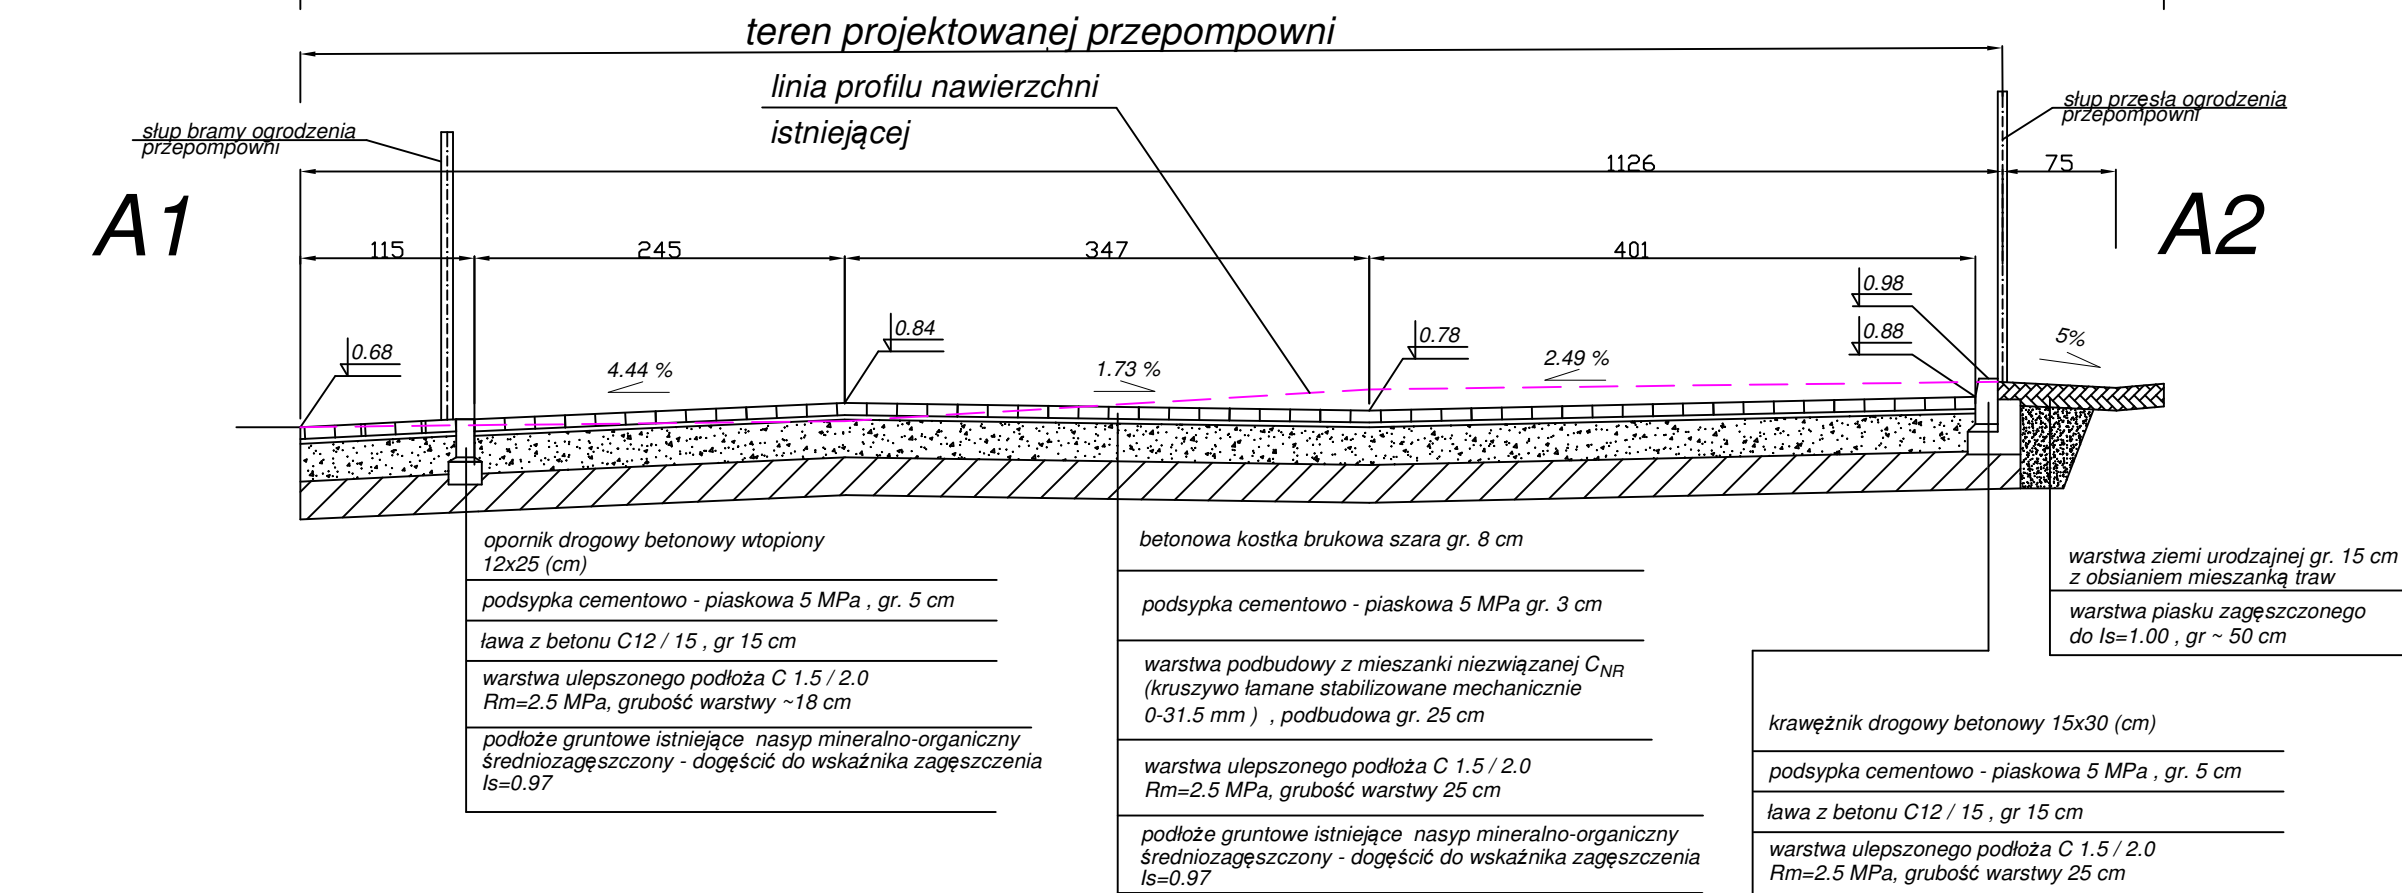 teren projektowanej przepompowni
linia profilu nawierzchni
istniejącej
słup bramy ogrodzenia
przepompowni
słup przęsła ogrodzenia
przepompowni
1126
75
A1
A2
115
245
347
401
0.68
4.44 %
0.84
1.73 %
0.78
2.49 %
0.98
0.88
5%
opornik drogowy betonowy wtopiony
12x25 (cm)
podsypka cementowo - piaskowa 5 MPa , gr. 5 cm
ława z betonu C12 / 15 , gr 15 cm
warstwa ulepszonego podłoża C 1.5 / 2.0
Rm=2.5 MPa, grubość warstwy ~18 cm
podłoże gruntowe istniejące nasyp mineralno-organiczny
średniozagęszczony - dogęścić do wskaźnika zagęszczenia
Is=0.97
betonowa kostka brukowa szara gr. 8 cm
podsypka cementowo - piaskowa 5 MPa gr. 3 cm
warstwa podbudowy z mieszanki niezwiązanej CNR
(kruszywo łamane stabilizowane mechanicznie
0-31.5 mm ) , podbudowa gr. 25 cm
warstwa ulepszonego podłoża C 1.5 / 2.0
Rm=2.5 MPa, grubość warstwy 25 cm
podłoże gruntowe istniejące nasyp mineralno-organiczny
średniozagęszczony - dogęścić do wskaźnika zagęszczenia
Is=0.97
warstwa ziemi urodzajnej gr. 15 cm
z obsianiem mieszanką traw
warstwa piasku zagęszczonego
do Is=1.00 , gr ~ 50 cm
krawężnik drogowy betonowy 15x30 (cm)
podsypka cementowo - piaskowa 5 MPa , gr. 5 cm
ława z betonu C12 / 15 , gr 15 cm
warstwa ulepszonego podłoża C 1.5 / 2.0
Rm=2.5 MPa, grubość warstwy 25 cm